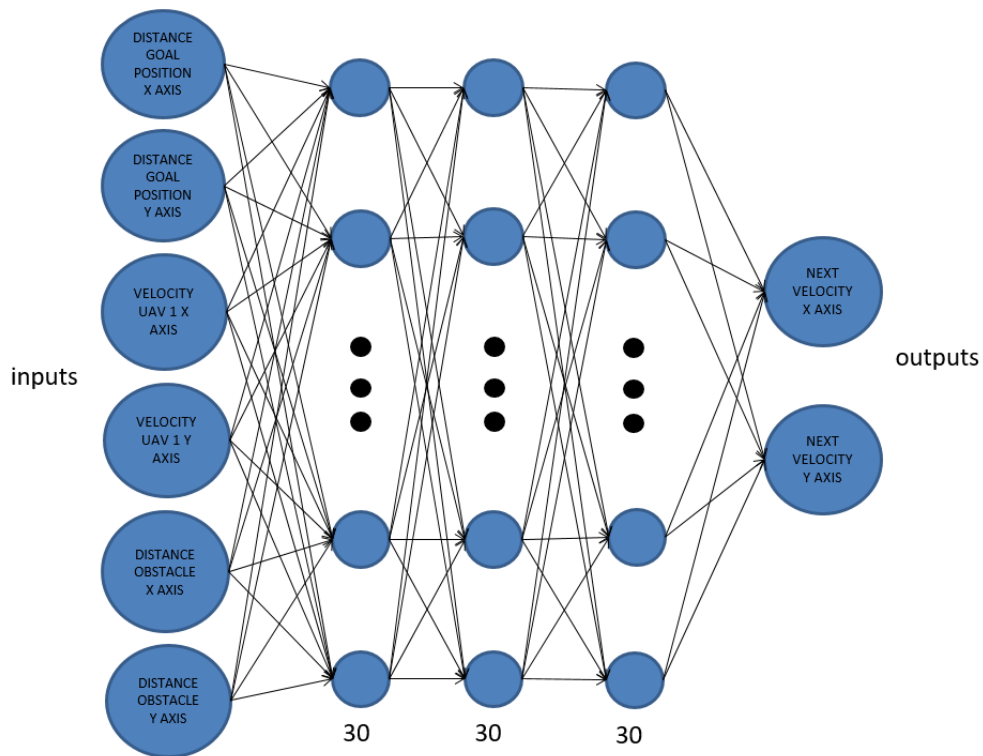 DISTANCE
GOAL
POSITION
X AXIS
DISTANCE
GOAL
POSITION
Y AXIS
VELOCITY
UAV 1 X
AXIS
VELOCITY
UAV 1 Y
AXIS
DISTANCE
OBSTACLE
X AXIS
DISTANCE
OBSTACLE
Y AXIS
inputs
30
30
30
NEXT
VELOCITY
X AXIS
NEXT
VELOCITY
Y AXIS
outputs